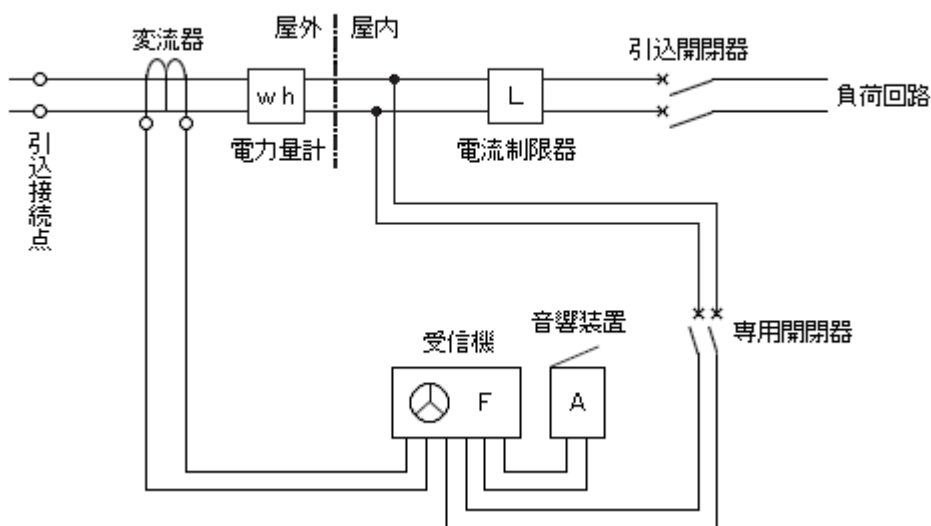 屋外 屋内
変流器
引込開閉器
wh
L
負荷回路
電力量計
電流制限器
引込接続点
音響装置
専用開閉器
受信機
F
A